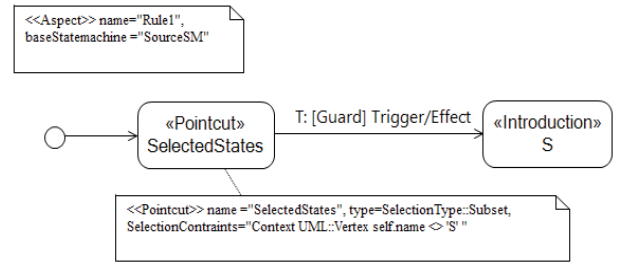 <<Aspect>> name="Rule1",
baseStatemachine ="SourceSM"
«Pointcut»
SelectedStates
T: [Guard] Trigger/Effect
«Introduction»
S
<<Pointcut>> name ="SelectedStates", type=SelectionType::Subset,
SelectionContraints="Context UML::Vertex self.name <> 'S' "